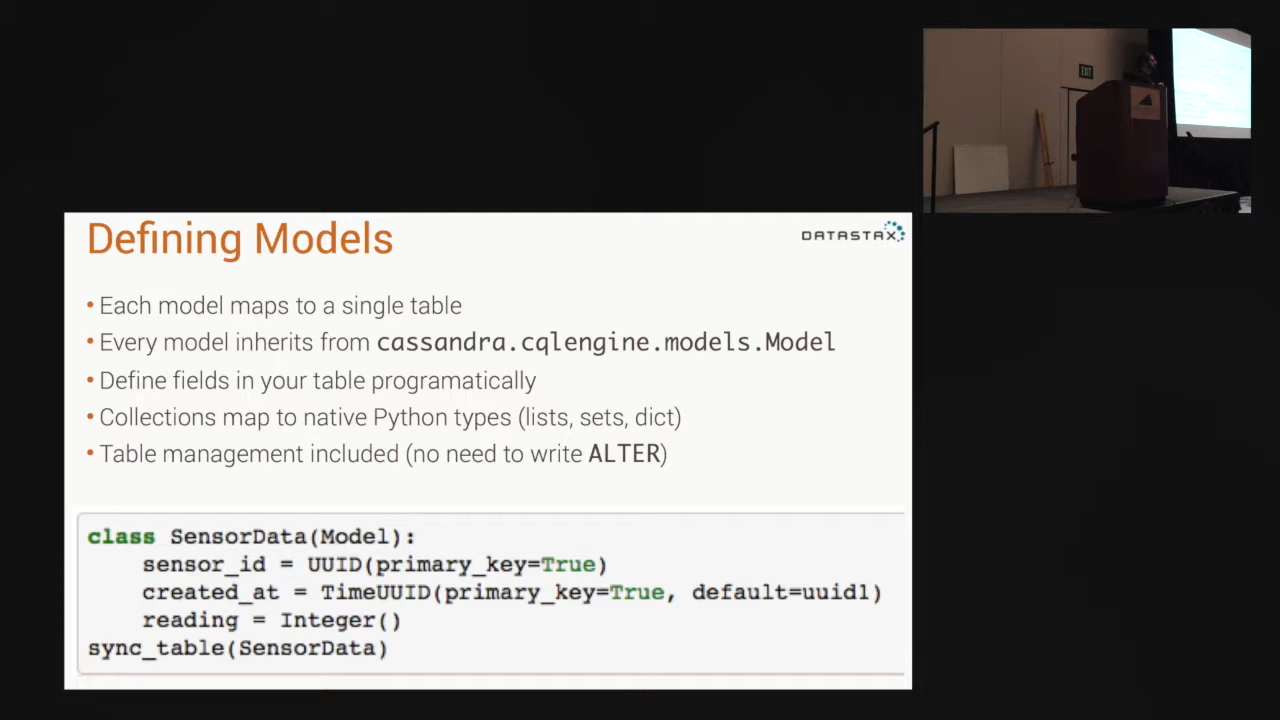 EXIT
Defining Models
DATASTAX
• Each model maps to a single table
• Every model inherits from cassandra.cqlengine.models.Model
• Define fields in your table programatically
• Collections map to native Python types (lists, sets, dict)
• Table management included (no need to write ALTER)
class SensorData(Model):
    sensor_id = UUID(primary_key=True)
    created_at = TimeUUID(primary_key=True, default=uuid1)
    reading = Integer()
sync_table(SensorData)